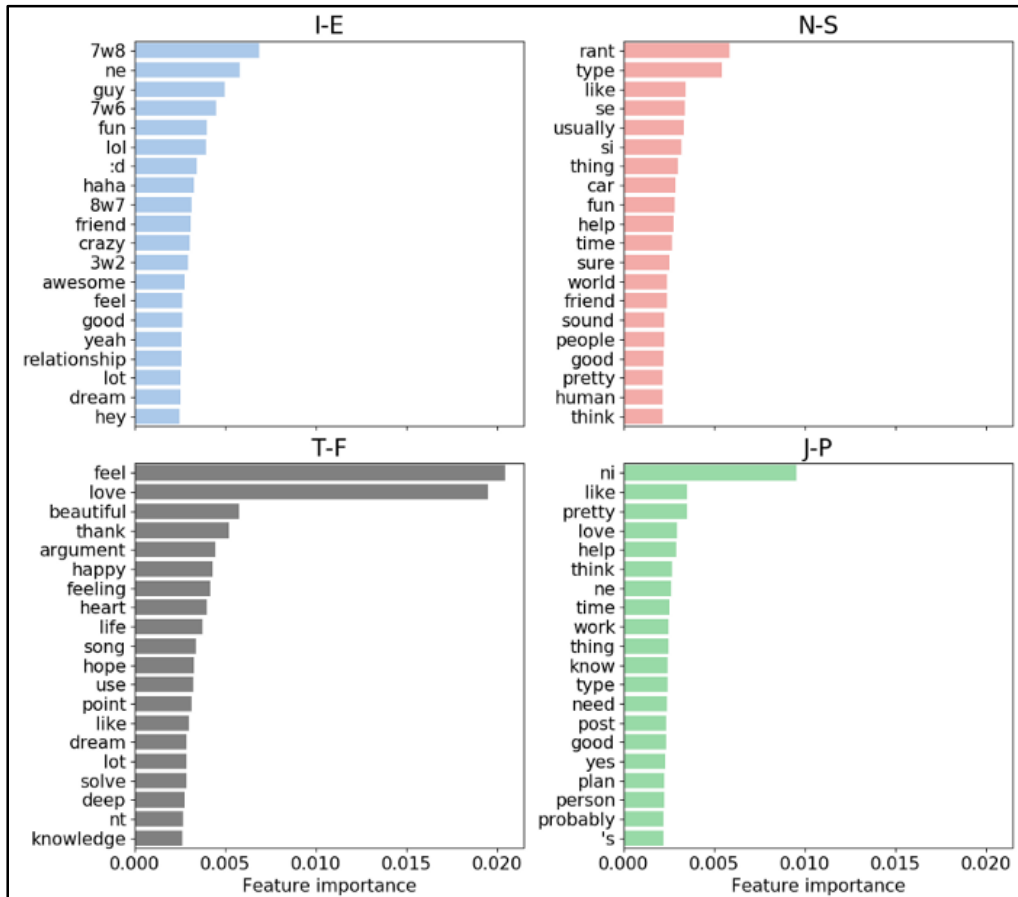 I-E
7w8
ne
guy
7w6
fun
lol
:d
haha
8w7
friend
crazy
3w2
awesome
feel
good
yeah
relationship
lot
dream
hey
N-S
rant
type
like
se
usually
si
thing
car
fun
help
time
sure
world
friend
sound
people
good
pretty
human
think
T-F
feel
love
beautiful
thank
argument
happy
feeling
heart
life
song
hope
use
point
like
dream
lot
solve
deep
nt
knowledge
0.000 0.005 0.010 0.015 0.020
Feature importance
J-P
ni
like
pretty
love
help
think
ne
time
work
thing
know
type
need
post
good
yes
plan
person
probably
's
0.000 0.005 0.010 0.015 0.020
Feature importance